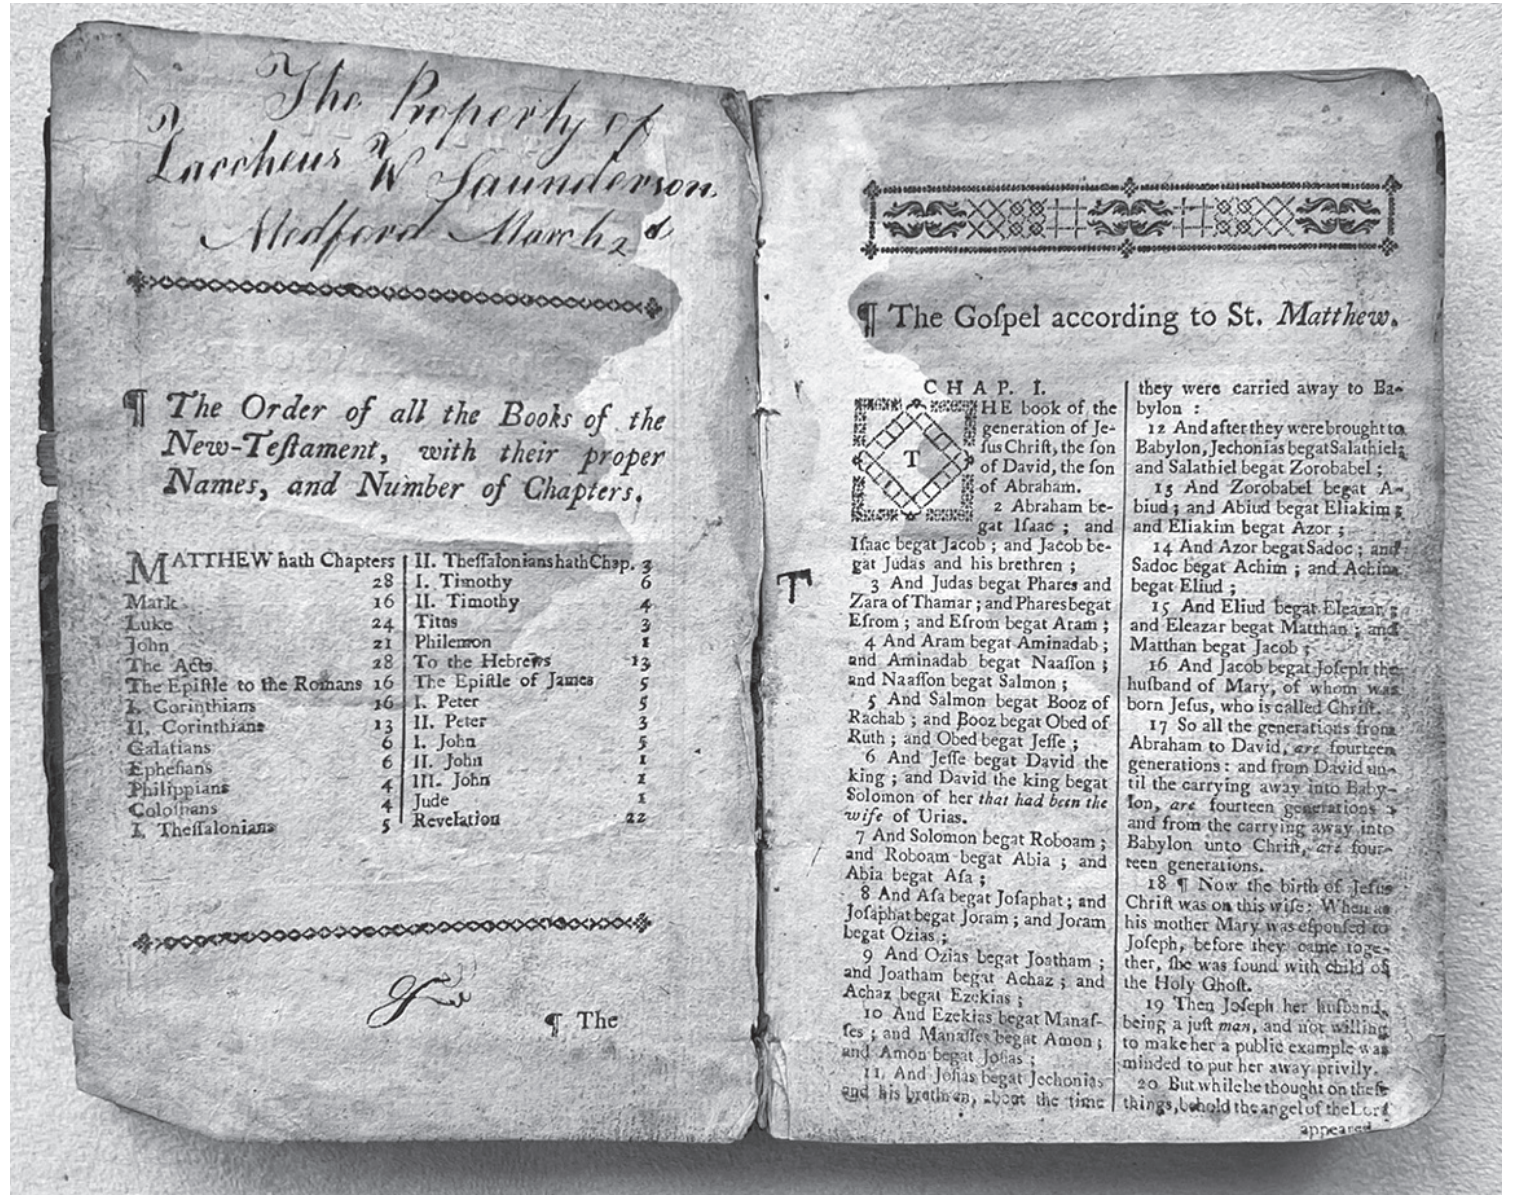 The Property of
Zaccheus W Saunderson.
Medford March 2d
¶ The Order of all the Books of the
New-Teſtament, with their proper
Names, and Number of Chapters.
MATTHEW hath Chapters 28
Mark 16
Luke 24
John 21
The Acts 28
The Epiſtle to the Romans 16
I. Corinthians 16
II. Corinthians 13
Galatians 6
Epheſians 6
Philippians 4
Coloſſians 4
I. Theſſalonians 5
II. Theſſalonians hath Chap. 3
I. Timothy 6
II. Timothy 4
Titus 3
Philemon 1
To the Hebrews 13
The Epiſtle of James 5
I. Peter 5
II. Peter 3
I. John 5
II. John 1
III. John 1
Jude 1
Revelation 22
¶ The
¶ The Goſpel according to St. Matthew.
CHAP. I.
THE book of the
generation of Je-
ſus Chriſt, the ſon
of David, the ſon
of Abraham.
2 Abraham be-
gat Iſaac ; and
Iſaac begat Jacob ; and Jacob be-
gat Judas and his brethren ;
T
3 And Judas begat Phares and
Zara of Thamar ; and Phares begat
Eſrom ; and Eſrom begat Aram ;
4 And Aram begat Aminadab ;
and Aminadab begat Naaſſon ;
and Naaſſon begat Salmon ;
5 And Salmon begat Booz of
Rachab ; and Booz begat Obed of
Ruth ; and Obed begat Jeſſe ;
6 And Jeſſe begat David the
king ; and David the king begat
Solomon of her that had been the
wife of Urias.
7 And Solomon begat Roboam ;
and Roboam begat Abia ; and
Abia begat Aſa ;
8 And Aſa begat Joſaphat ; and
Joſaphat begat Joram ; and Joram
begat Ozias ;
9 And Ozias begat Joatham ;
and Joatham begat Achaz ; and
Achaz begat Ezekias ;
10 And Ezekias begat Manaſ-
ſes ; and Manaſſes begat Amon ;
and Amon begat Joſias ;
11. And Joſias begat Jechonias
and his brethren, about the time
they were carried away to Ba-
bylon :
12 And after they were brought to
Babylon, Jechonias begat Salathiel ;
and Salathiel begat Zorobabel ;
13 And Zorobabel begat A-
biud ; and Abiud begat Eliakim ;
and Eliakim begat Azor ;
14 And Azor begat Sadoc ; and
Sadoc begat Achim ; and Achim
begat Eliud ;
15 And Eliud begat Eleazar ;
and Eleazar begat Matthan ; and
Matthan begat Jacob ;
16 And Jacob begat Joſeph the
huſband of Mary, of whom was
born Jeſus, who is called Chriſt.
17 So all the generations from
Abraham to David, are fourteen
generations : and from David un-
til the carrying away into Baby-
lon, are fourteen generations ;
and from the carrying away into
Babylon unto Chriſt, are four-
teen generations.
18 ¶ Now the birth of Jeſus
Chriſt was on this wiſe : When as
his mother Mary was eſpouſed to
Joſeph, before they came toge-
ther, ſhe was found with child of
the Holy Ghoſt.
19 Then Joſeph her huſband,
being a juſt man, and not willing
to make her a public example was
minded to put her away privily.
20 But while he thought on theſe
things, behold the angel of the Lord
appeared